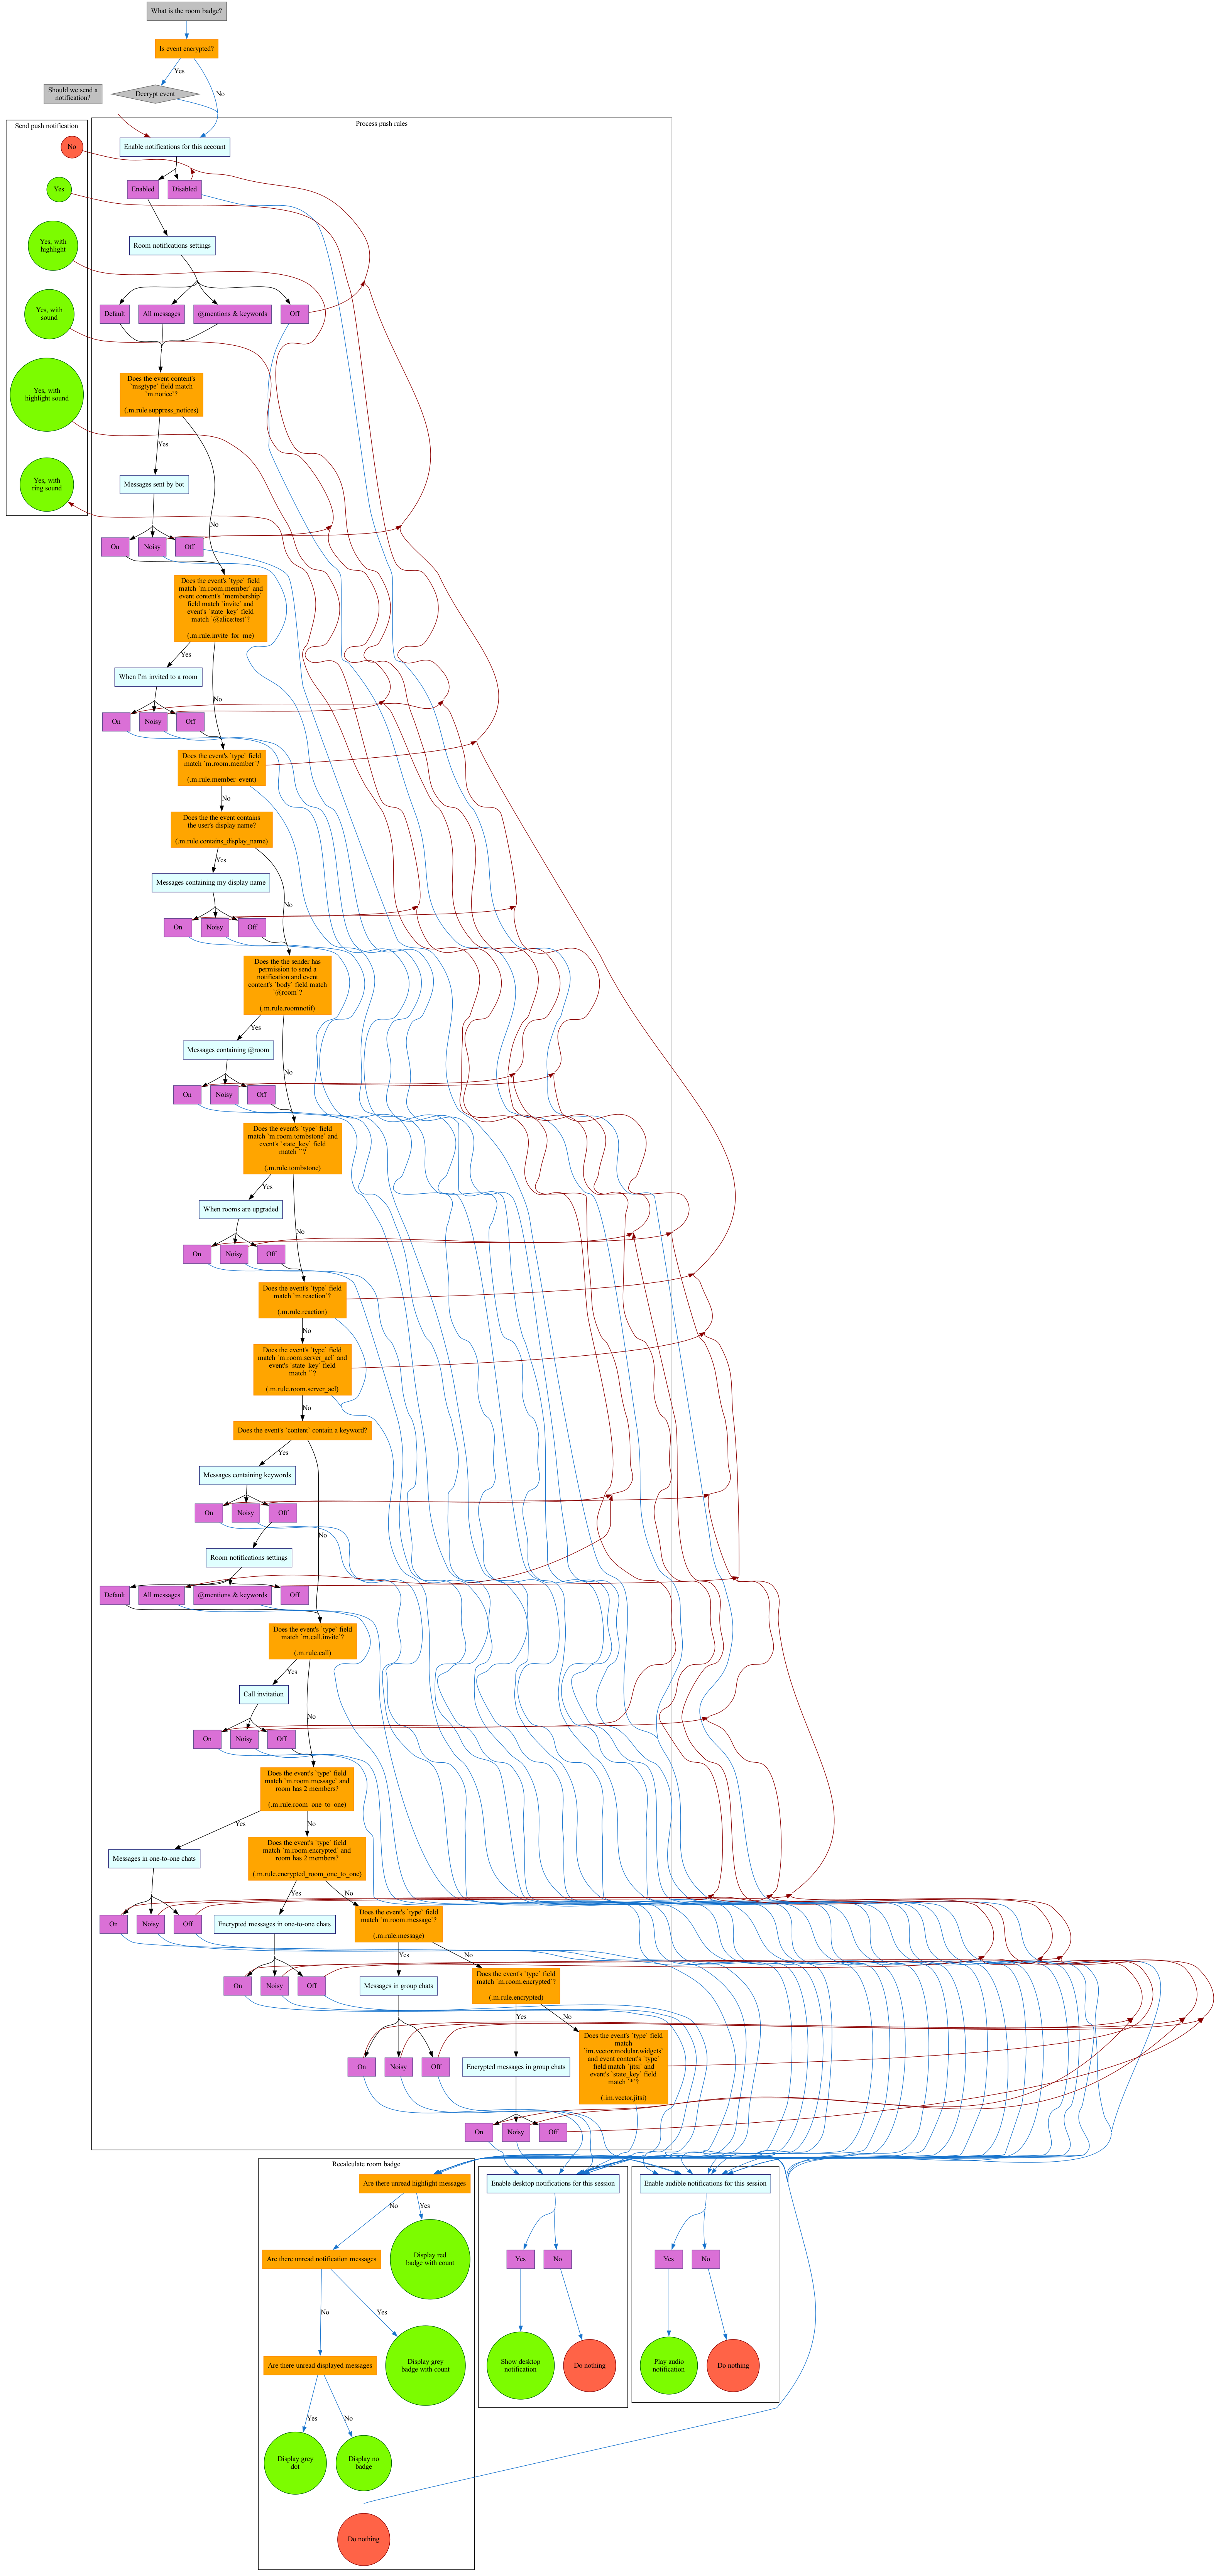 What is the room badge?
Is event encrypted?
Yes
Should we send a
notification?
Decrypt event
No
Send push notification
Process push rules
No
Enable notifications for this account
Yes
Enabled
Disabled
Yes, with
highlight
Room notifications settings
Yes, with
sound
Default
All messages
@mentions & keywords
Off
Yes, with
highlight sound
Does the event content's
`msgtype` field match
`m.notice`?
(.m.rule.suppress_notices)
Yes
Yes, with
ring sound
Messages sent by bot
No
On
Noisy
Off
Does the event's `type` field
match `m.room.member` and
event content's `membership`
field match `invite` and
event's `state_key` field
match `@alice:test`?
(.m.rule.invite_for_me)
Yes
When I'm invited to a room
No
On
Noisy
Off
Does the event's `type` field
match `m.room.member`?
(.m.rule.member_event)
No
Does the the event contains
the user's display name?
(.m.rule.contains_display_name)
Yes
Messages containing my display name
No
On
Noisy
Off
Does the the sender has
permission to send a
notification and event
content's `body` field match
`@room`?
(.m.rule.roomnotif)
Yes
Messages containing @room
No
On
Noisy
Off
Does the event's `type` field
match `m.room.tombstone` and
event's `state_key` field
match ``?
(.m.rule.tombstone)
Yes
When rooms are upgraded
No
On
Noisy
Off
Does the event's `type` field
match `m.reaction`?
(.m.rule.reaction)
No
Does the event's `type` field
match `m.room.server_acl` and
event's `state_key` field
match ``?
(.m.rule.room.server_acl)
No
Does the event's `content` contain a keyword?
Yes
Messages containing keywords
On
Noisy
Off
No
Room notifications settings
Default
All messages
@mentions & keywords
Off
Does the event's `type` field
match `m.call.invite`?
(.m.rule.call)
Yes
Call invitation
No
On
Noisy
Off
Does the event's `type` field
match `m.room.message` and
room has 2 members?
(.m.rule.room_one_to_one)
Yes
No
Messages in one-to-one chats
Does the event's `type` field
match `m.room.encrypted` and
room has 2 members?
(.m.rule.encrypted_room_one_to_one)
Yes
No
On
Noisy
Off
Encrypted messages in one-to-one chats
Does the event's `type` field
match `m.room.message`?
(.m.rule.message)
Yes
No
On
Noisy
Off
Messages in group chats
Does the event's `type` field
match `m.room.encrypted`?
(.m.rule.encrypted)
Yes
No
On
Noisy
Off
Encrypted messages in group chats
Does the event's `type` field
match
`im.vector.modular.widgets`
and event content's `type`
field match `jitsi` and
event's `state_key` field
match `*`?
(.im.vector.jitsi)
On
Noisy
Off
Recalculate room badge
Are there unread highlight messages
Enable desktop notifications for this session
Enable audible notifications for this session
No
Yes
Are there unread notification messages
Display red
badge with count
Yes
No
Yes
No
No
Yes
Are there unread displayed messages
Display grey
badge with count
Show desktop
notification
Do nothing
Play audio
notification
Do nothing
Yes
No
Display grey
dot
Display no
badge
Do nothing